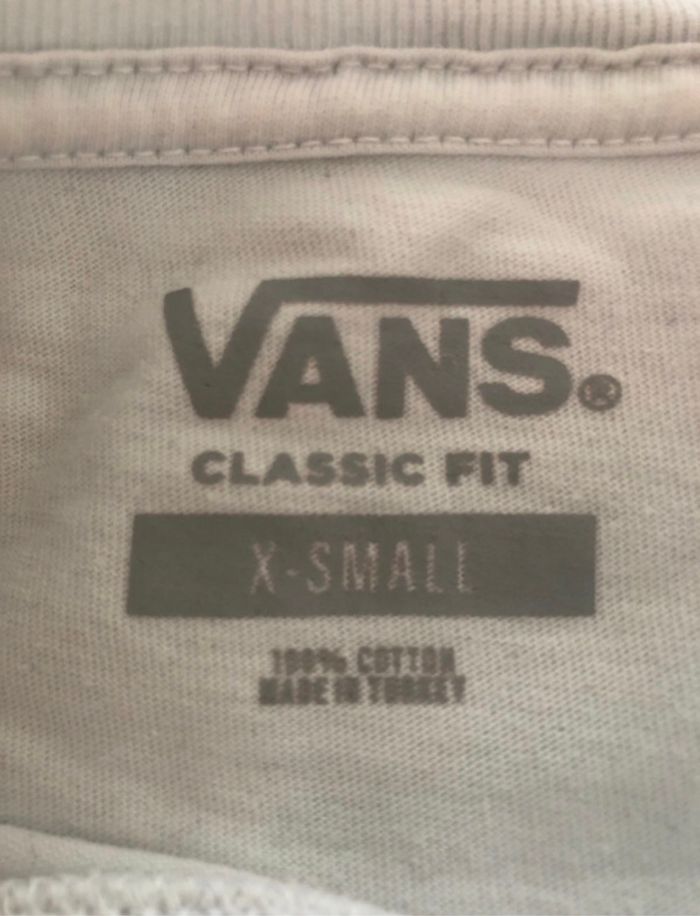 VANS®
CLASSIC FIT
X-SMALL
100% COTTON
MADE IN TURKEY